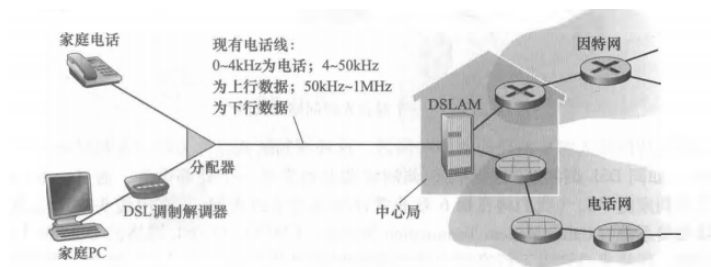 家庭电话
现有电话线：
0~4kHz为电话；4~50kHz
为上行数据；50kHz~1MHz
为下行数据
因特网
DSLAM
分配器
DSL调制解调器
家庭PC
中心局
电话网